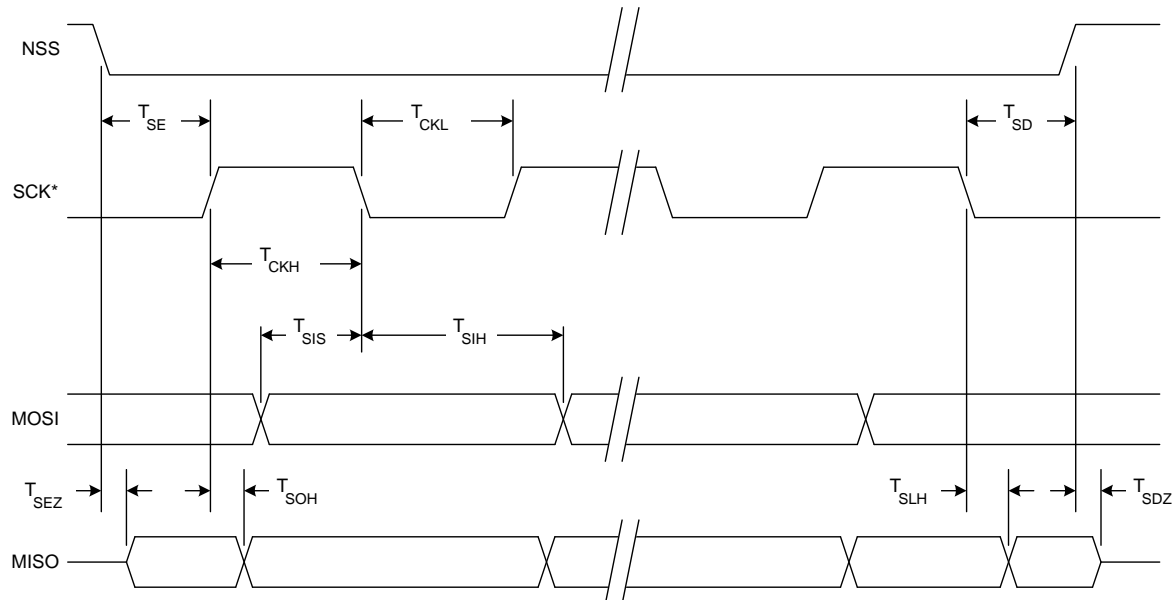 NSS
T_SE
T_CKL
T_SD
SCK*
T_CKH
T_SIS
T_SIH
MOSI
T_SEZ
T_SOH
T_SLH
T_SDZ
MISO